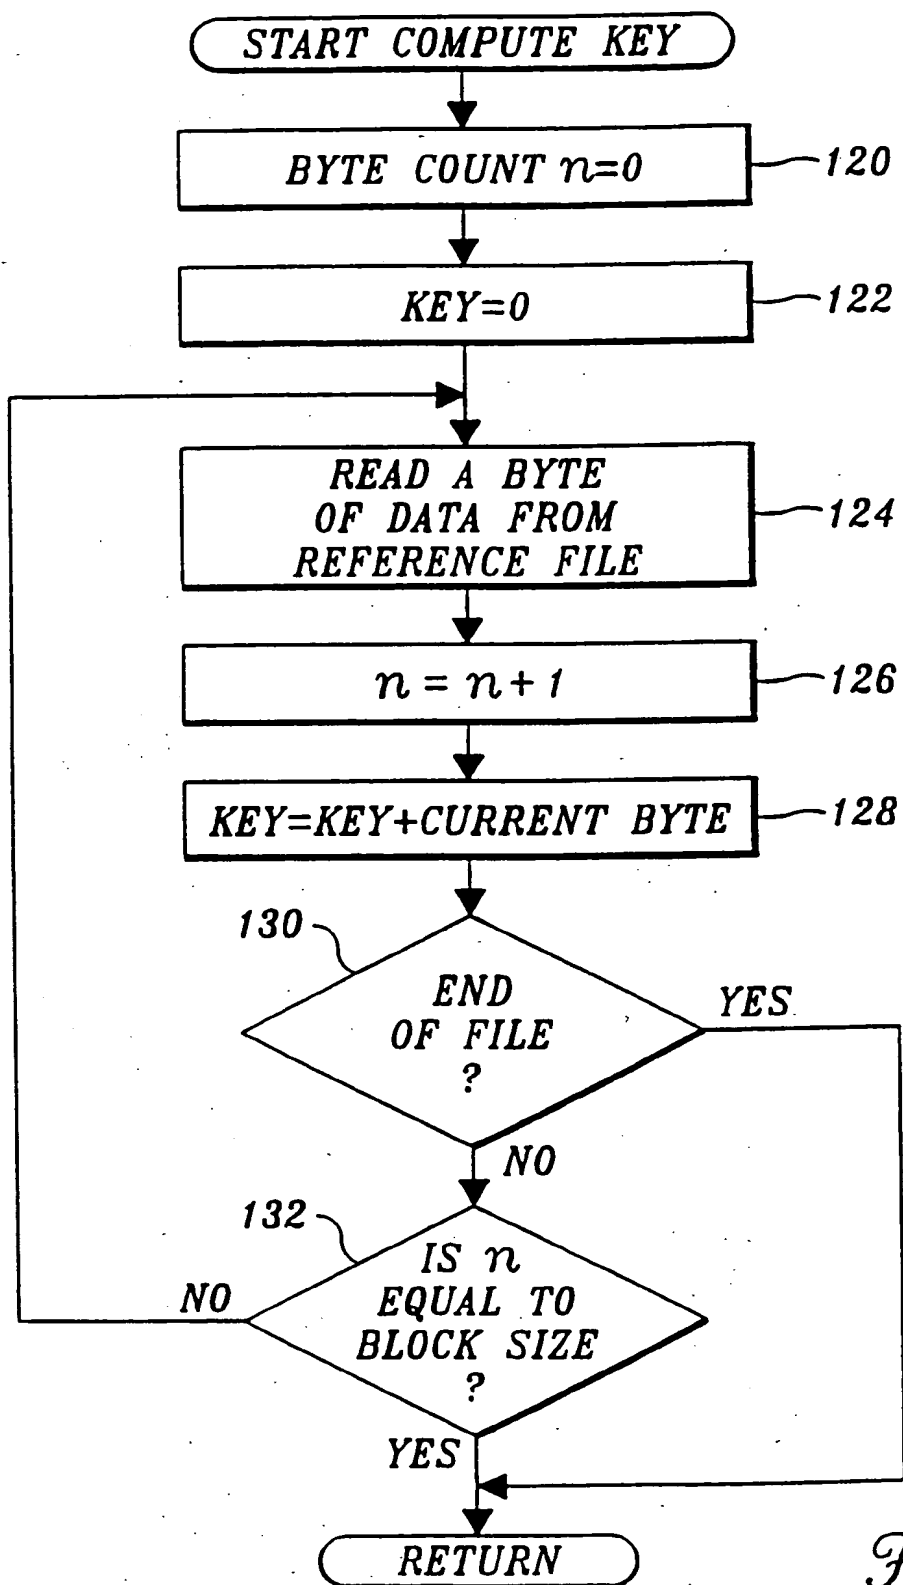 START COMPUTE KEY
BYTE COUNT n=0
120
KEY=0
122
READ A BYTE
OF DATA FROM
REFERENCE FILE
124
n = n + 1
126
KEY=KEY+CURRENT BYTE
128
130
END
OF FILE
?
YES
NO
132
IS n
EQUAL TO
BLOCK SIZE
?
NO
YES
RETURN